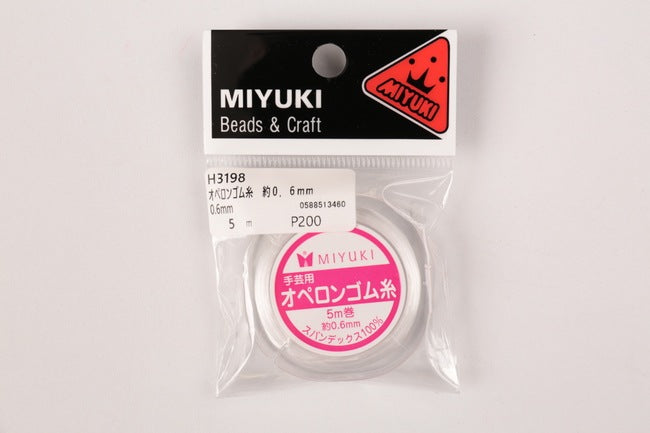 MIYUKI
Beads & Craft
MIYUKI
H3198
オペロンゴム糸 約0．6mm
0.6mm 0588513460
5 m P200
MIYUKI
手芸用
オペロンゴム糸
5m巻
約0.6mm
スパンデックス100%